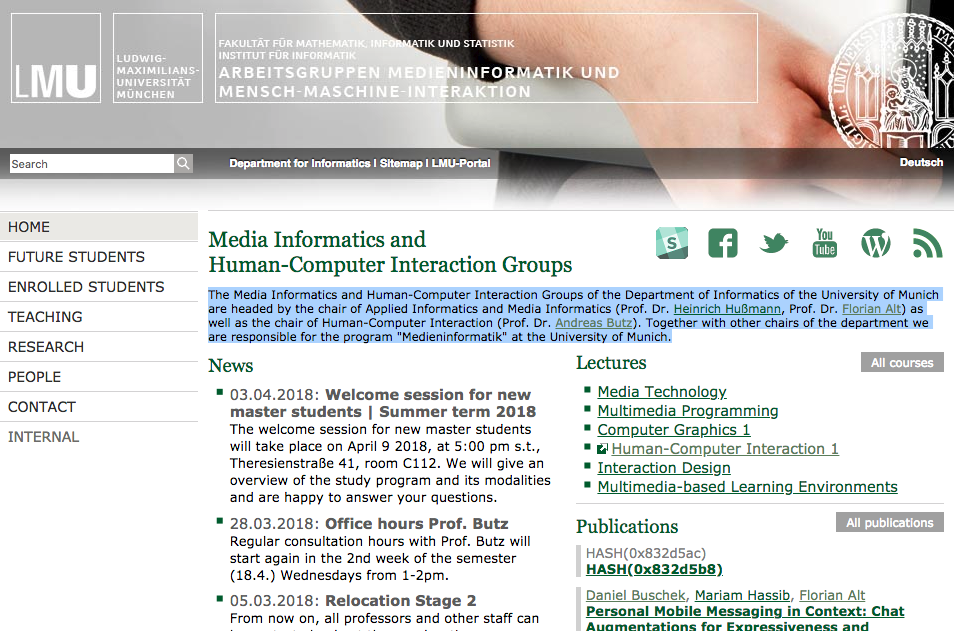 LMU
LUDWIG-
MAXIMILIANS-
UNIVERSITÄT
MÜNCHEN
FAKULTÄT FÜR MATHEMATIK, INFORMATIK UND STATISTIK
INSTITUT FÜR INFORMATIK
ARBEITSGRUPPEN MEDIENINFORMATIK UND
MENSCH-MASCHINE-INTERAKTION
Search
Department for Informatics | Sitemap | LMU-Portal
Deutsch
HOME
FUTURE STUDENTS
ENROLLED STUDENTS
TEACHING
RESEARCH
PEOPLE
CONTACT
INTERNAL
Media Informatics and
Human-Computer Interaction Groups
S
You
Tube
The Media Informatics and Human-Computer Interaction Groups of the Department of Informatics of the University of Munich
are headed by the chair of Applied Informatics and Media Informatics (Prof. Dr. Heinrich Hußmann, Prof. Dr. Florian Alt) as
well as the chair of Human-Computer Interaction (Prof. Dr. Andreas Butz). Together with other chairs of the department we
are responsible for the program "Medieninformatik" at the University of Munich.
News
03.04.2018: Welcome session for new
master students | Summer term 2018
The welcome session for new master students
will take place on April 9 2018, at 5:00 pm s.t.,
Theresienstraße 41, room C112. We will give an
overview of the study program and its modalities
and are happy to answer your questions.
28.03.2018: Office hours Prof. Butz
Regular consultation hours with Prof. Butz will
start again in the 2nd week of the semester
(18.4.) Wednesdays from 1-2pm.
05.03.2018: Relocation Stage 2
From now on, all professors and other staff can
Lectures
All courses
Media Technology
Multimedia Programming
Computer Graphics 1
Human-Computer Interaction 1
Interaction Design
Multimedia-based Learning Environments
Publications
All publications
HASH(0x832d5ac)
HASH(0x832d5b8)
Daniel Buschek, Mariam Hassib, Florian Alt
Personal Mobile Messaging in Context: Chat
Augmentations for Expressiveness and